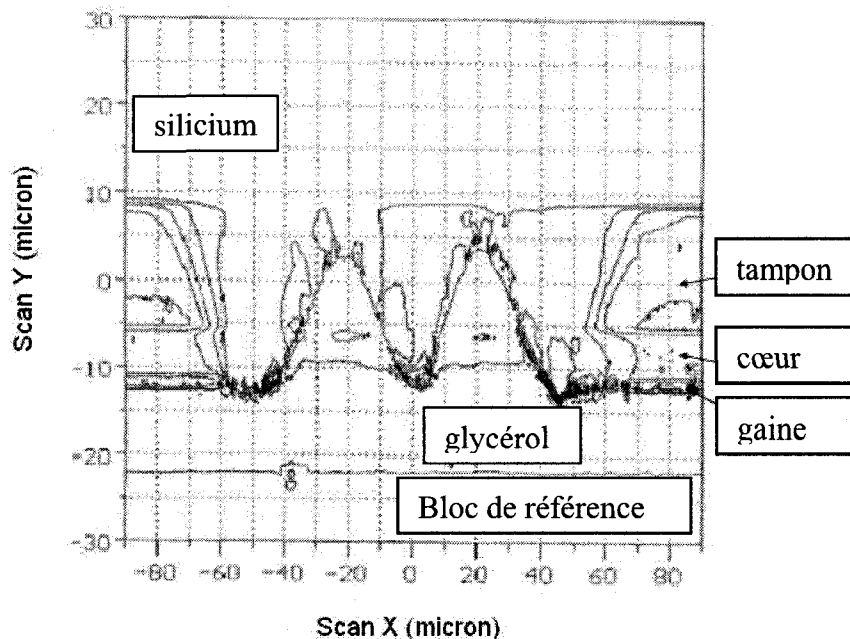 30
20
10
0
-10
-20
-30
Scan Y (micron)
silicium
tampon
cœur
gaine
glycérol
Bloc de référence
-80 -60 -40 -20 0 20 40 60 80
Scan X (micron)